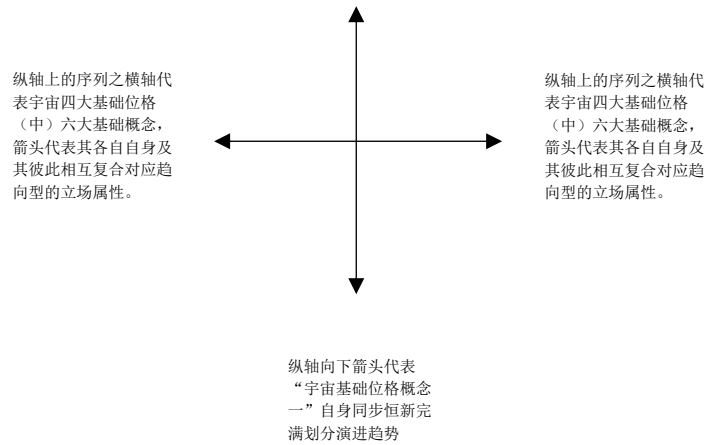 纵轴上的序列之横轴代
表宇宙四大基础位格
（中）六大基础概念，
箭头代表其各自自身及
其彼此相互复合对应趋
向型的立场属性。
纵轴上的序列之横轴代
表宇宙四大基础位格
（中）六大基础概念，
箭头代表其各自自身及
其彼此相互复合对应趋
向型的立场属性。
纵轴向下箭头代表
“宇宙基础位格概念
一”自身同步恒新完
满划分演进趋势